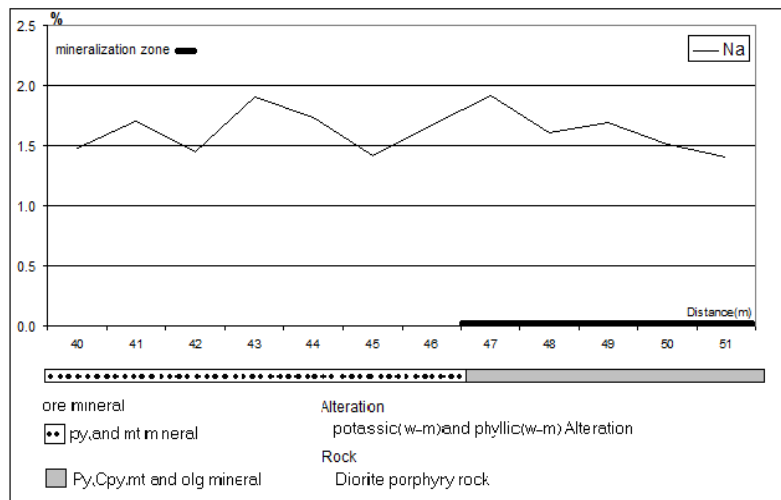 %
2.5
mineralization zone
Na
2.0
1.5
1.0
0.5
Distance(m)
0.0
40 41 42 43 44 45 46 47 48 49 50 51
ore mineral
py,and mt mineral
Py,Cpy,mt and olg mineral
Alteration
potassic(w-m)and phyllic(w-m) Alteration
Rock
Diorite porphyry rock